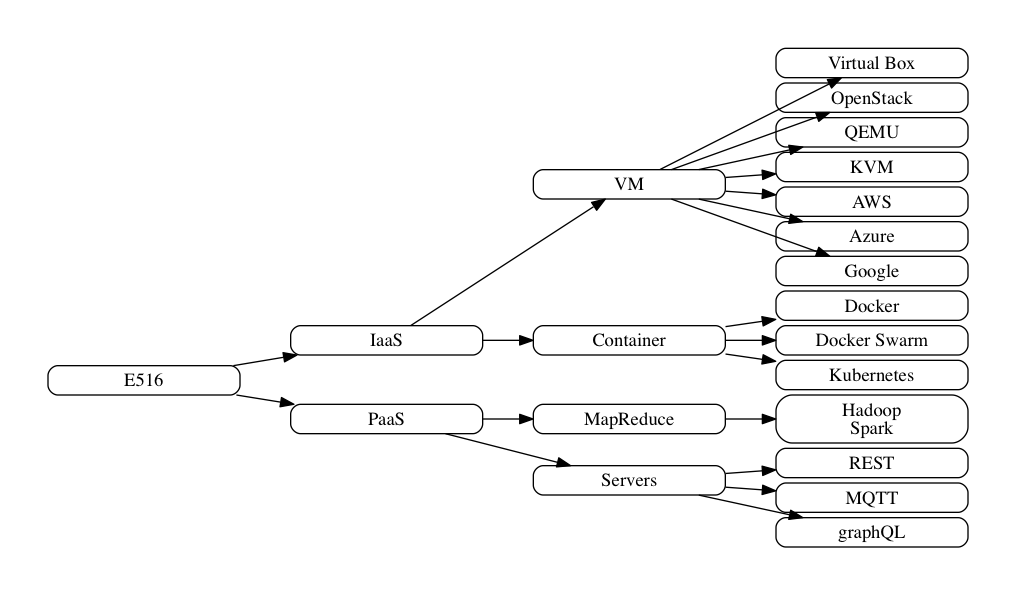 Virtual Box
OpenStack
QEMU
VM
KVM
AWS
Azure
Google
Docker
IaaS
Container
Docker Swarm
E516
Kubernetes
PaaS
MapReduce
Hadoop
Spark
REST
Servers
MQTT
graphQL